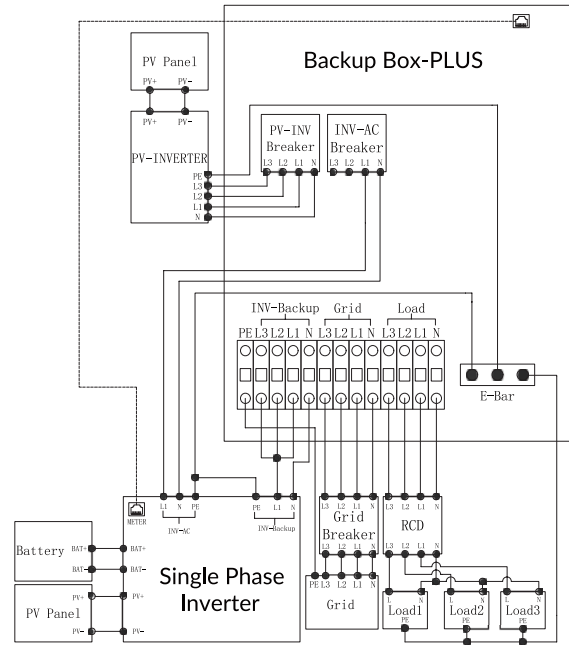 Backup Box-PLUS
PV Panel
PV+ PV-
PV+ PV-
PV-INVERTER
PE
L3
L2
L1
N
PV-INV
Breaker
L3 L2 L1 N
INV-AC
Breaker
L3 L2 L1 N
INV-Backup Grid Load
PE L3 L2 L1 N L3 L2 L1 N L3 L2 L1 N
E-Bar
L1 N PE
INV-AC
PE L1 N
INV-Backup
METER
Single Phase
Inverter
BAT+
BAT-
PV+
PV-
Battery
BAT+
BAT-
PV Panel
PV+
PV-
L3 L2 L1 N
Grid
Breaker
L3 L2 L1 N
PE L3 L2 L1 N
Grid
L3 L2 L1 N
RCD
L3 L2 L1 N
L N
Load1
PE
L N
Load2
PE
L N
Load3
PE